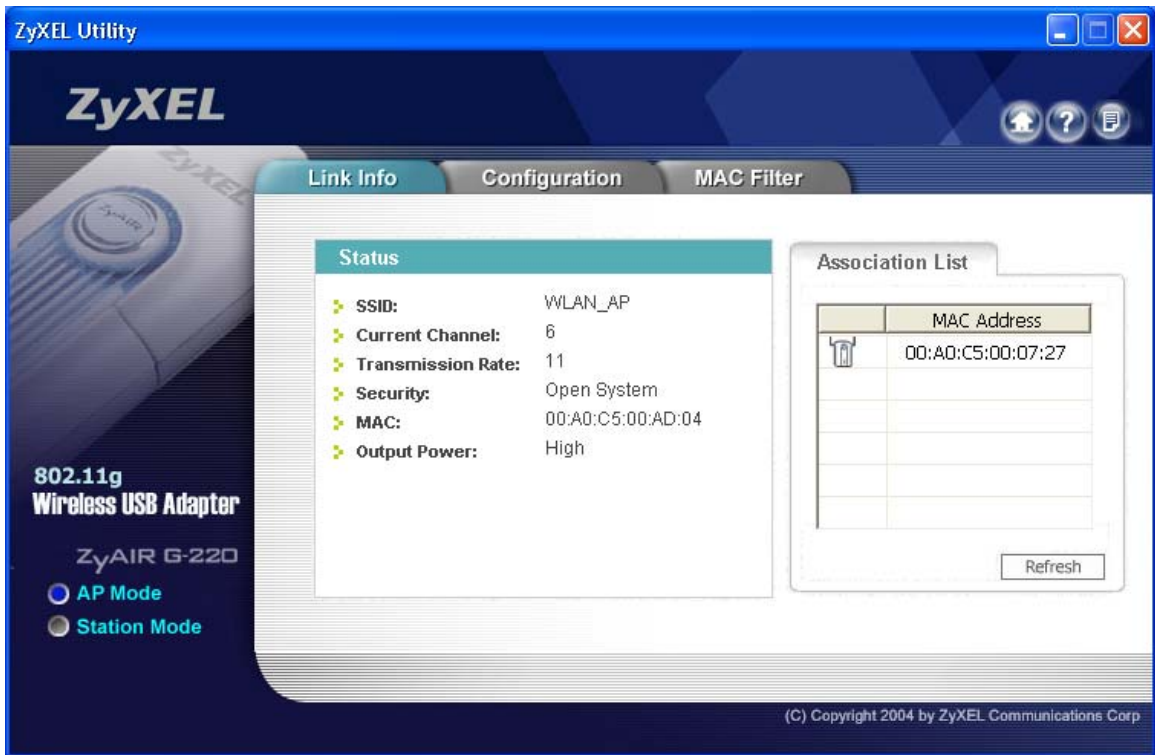 ZyXEL Utility
ZyXEL
ZyXEL
ZyAIR
Link Info
Configuration
MAC Filter
Status
SSID: WLAN_AP
Current Channel: 6
Transmission Rate: 11
Security: Open System
MAC: 00:A0:C5:00:AD:04
Output Power: High
Association List
MAC Address
00:A0:C5:00:07:27
Refresh
802.11g
Wireless USB Adapter
ZyAIR G-220
AP Mode
Station Mode
(C) Copyright 2004 by ZyXEL Communications Corp